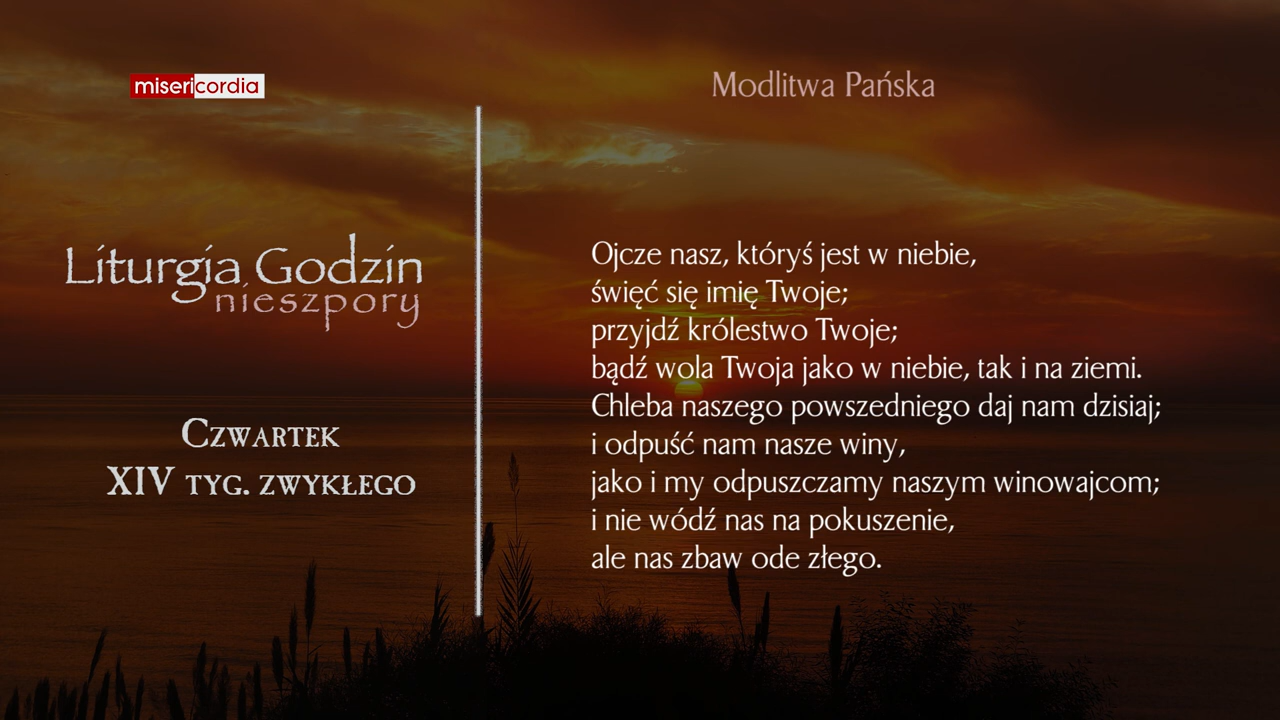 misericordia
Liturgia Godzin
nieszpory
Czwartek
XIV tyg. zwykłego
Modlitwa Pańska
Ojcze nasz, któryś jest w niebie,
święć się imię Twoje;
przyjdź królestwo Twoje;
bądź wola Twoja jako w niebie, tak i na ziemi.
Chleba naszego powszedniego daj nam dzisiaj;
i odpuść nam nasze winy,
jako i my odpuszczamy naszym winowajcom;
i nie wódź nas na pokuszenie,
ale nas zbaw ode złego.